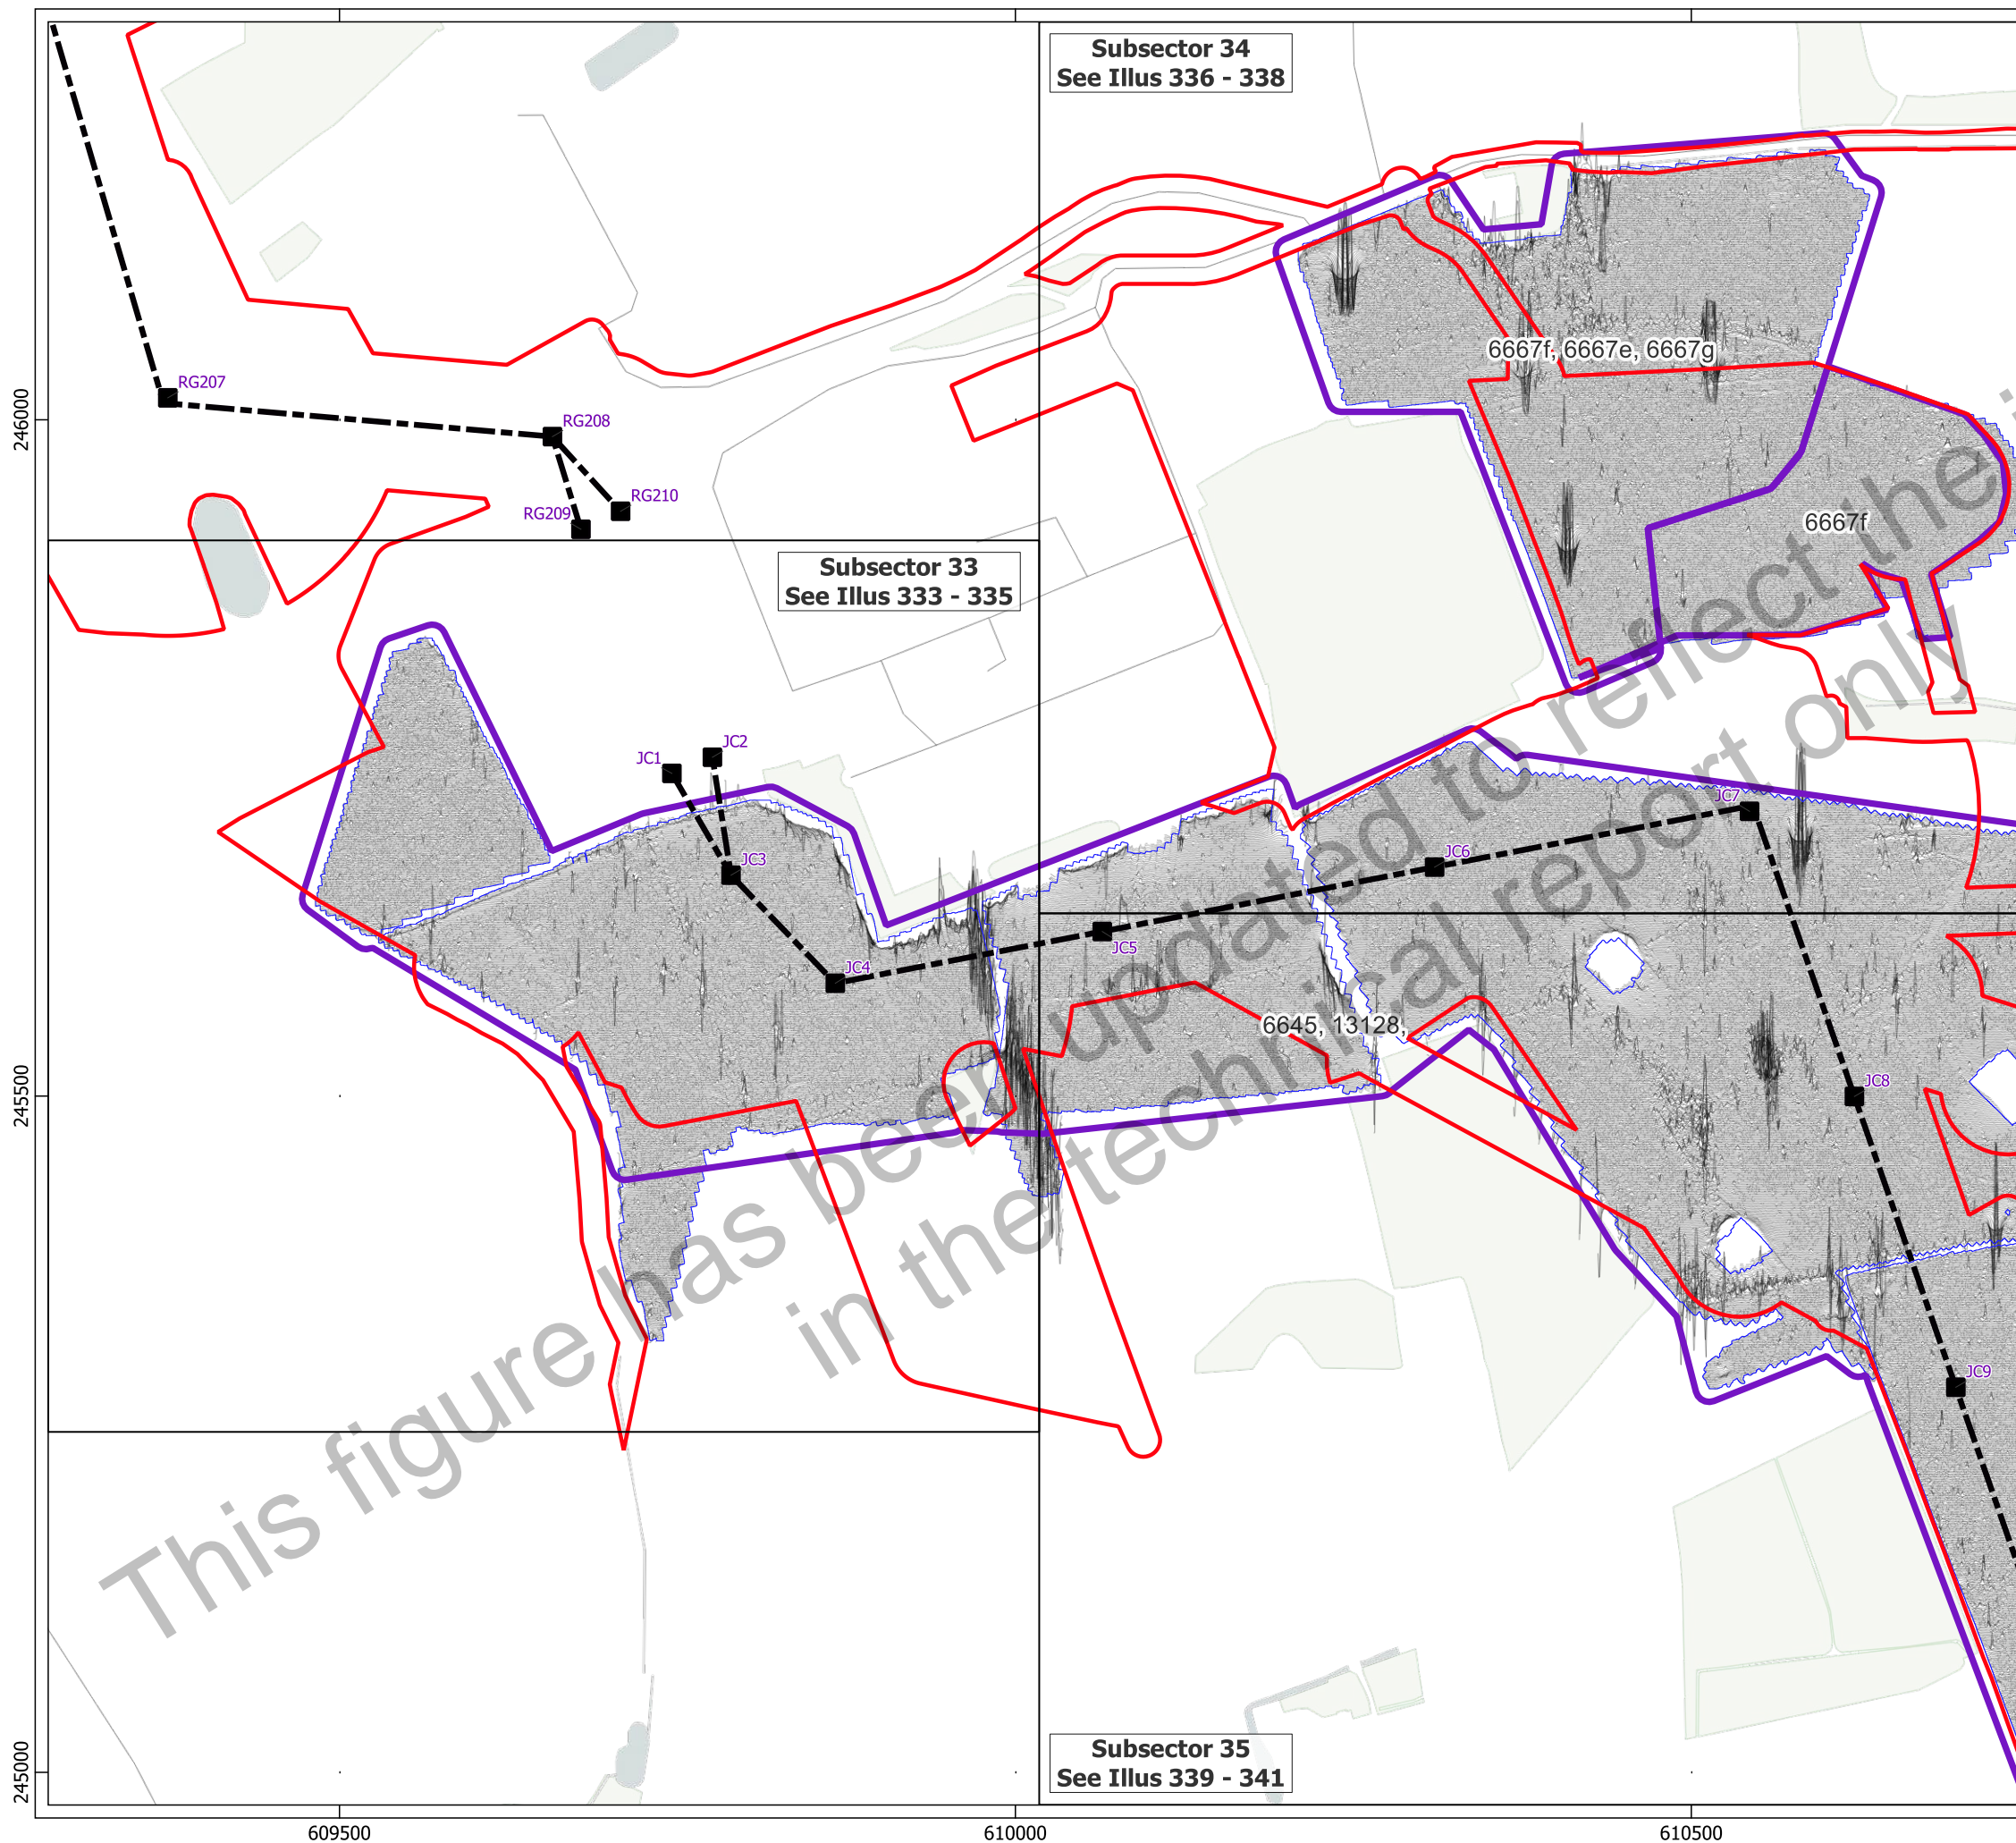 Subsector 34
See Illus 336 - 338
6667f, 6667e, 6667g
RG207
RG208
RG210
RG209
6667f
Subsector 33
See Illus 333 - 335
JC1
JC2
JC3
JC4
JC5
JC6
JC7
6645, 13128,
JC8
JC9
This figure has been updated to reflect the
in the technical report only
Subsector 35
See Illus 339 - 341
246000
245500
245000
609500
610000
610500